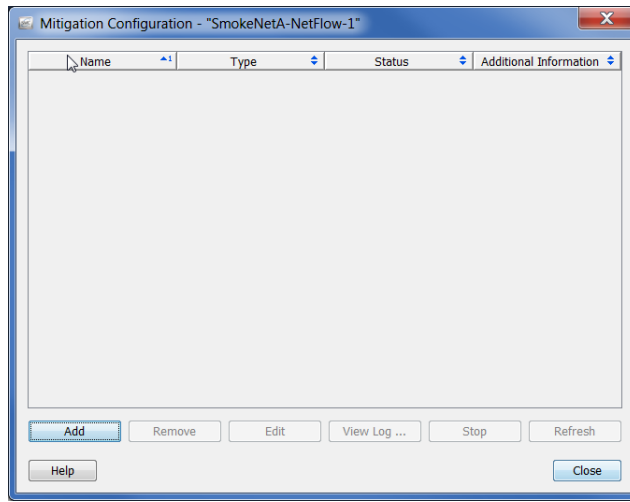 Mitigation Configuration - "SmokeNetA-NetFlow-1"
Name 1 Type Status Additional Information
Add Remove Edit View Log ... Stop Refresh
Help Close